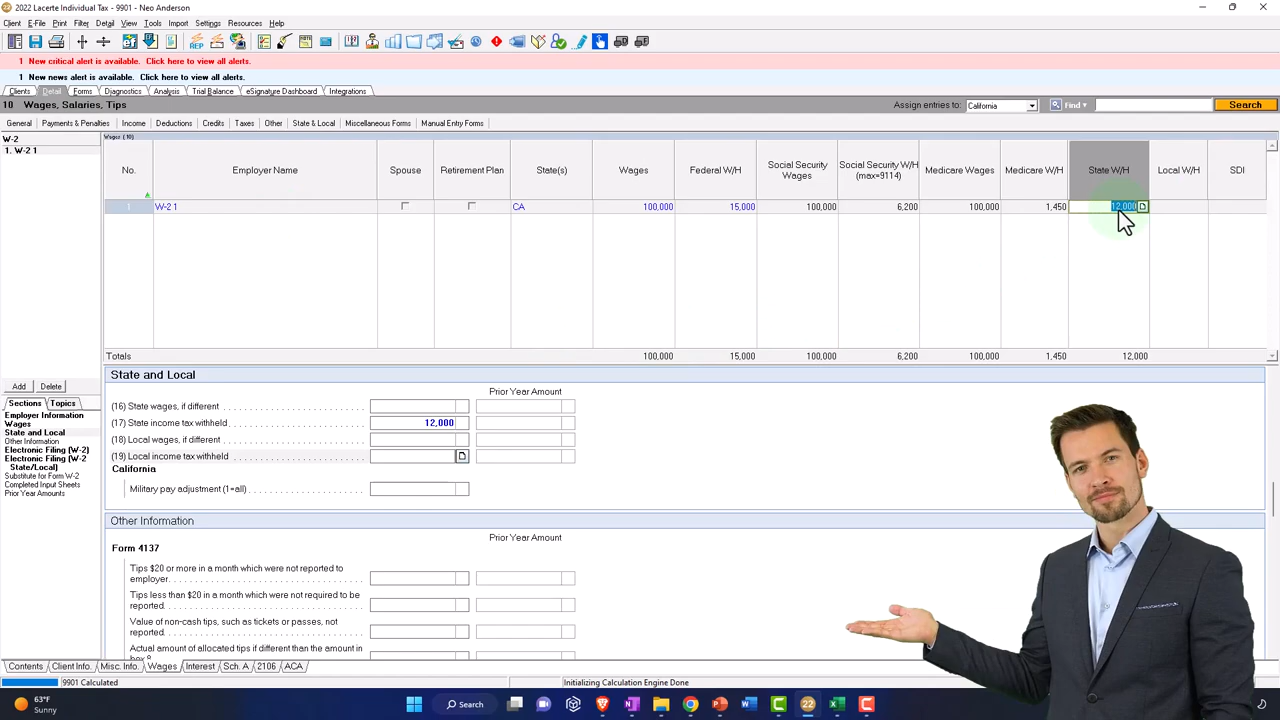 2022 Lacerte Individual Tax - 9901 - Neo Anderson
Client E-File Print Filter Detail View Tools Import Settings Resources Help
1 New critical alert is available. Click here to view all alerts.
1 New news alert is available. Click here to view all alerts.
Clients Detail Forms Diagnostics Analysis Trial Balance eSignature Dashboard Integrations
10 Wages, Salaries, Tips Assign entries to: California Find Search
General Payments & Penalties Income Deductions Credits Taxes Other State & Local Miscellaneous Forms Manual Entry Forms
W-2
1. W-2 1
Wages (10)
No. Employer Name Spouse Retirement Plan State(s) Wages Federal W/H Social Security Wages Social Security W/H (max=9114) Medicare Wages Medicare W/H State W/H Local W/H SDI
1 W-2 1 CA 100,000 15,000 100,000 6,200 100,000 1,450 12,000
Totals 100,000 15,000 100,000 6,200 100,000 1,450 12,000
Add Delete
Sections Topics
Employer Information
Wages
State and Local
Other Information
Electronic Filing (W-2)
Electronic Filing (W-2
State/Local)
Substitute for Form W-2
Completed Input Sheets
Prior Year Amounts
State and Local
Prior Year Amount
(16) State wages, if different
(17) State income tax withheld 12,000
(18) Local wages, if different
(19) Local income tax withheld
California
Military pay adjustment (1=all)
Other Information
Prior Year Amount
Form 4137
Tips $20 or more in a month which were not reported to
employer
Tips less than $20 in a month which were not required to be
reported
Value of non-cash tips, such as tickets or passes, not
reported
Actual amount of allocated tips if different than the amount in
box 8
Contents Client Info. Misc. Info. Wages Interest Sch. A 2106 ACA
9901 Calculated Initializing Calculation Engine Done
63°F
Sunny
Search
22